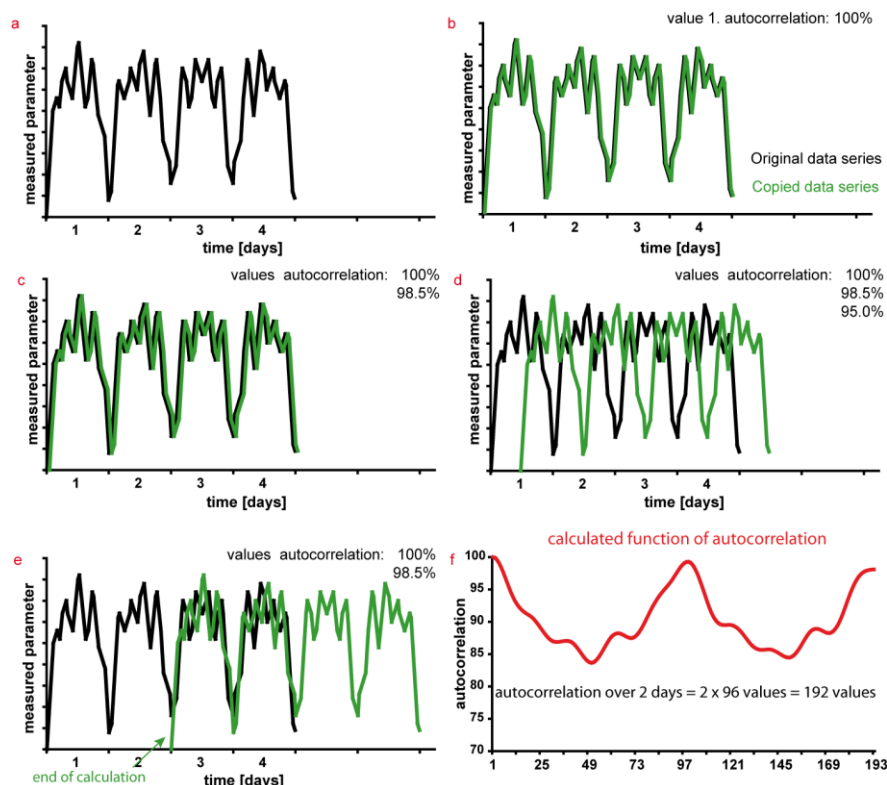 a
measured parameter
1 2 3 4
time [days]
b
value 1. autocorrelation: 100%
measured parameter
Original data series
Copied data series
1 2 3 4
time [days]
c
values autocorrelation: 100%
98.5%
measured parameter
1 2 3 4
time [days]
d
values autocorrelation: 100%
98.5%
95.0%
measured parameter
1 2 3 4
time [days]
e
values autocorrelation: 100%
98.5%
measured parameter
1 2 3 4
end of calculation
time [days]
f
calculated function of autocorrelation
autocorrelation
100
95
90
85
80
75
70
autocorrelation over 2 days = 2 x 96 values = 192 values
1 25 49 73 97 121 145 169 193